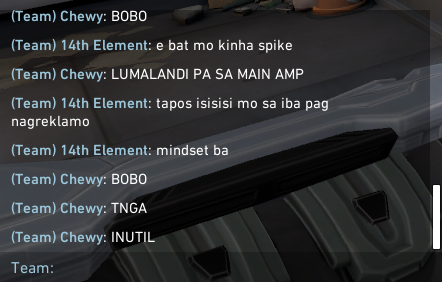 (Team) Chewy: BOBO
(Team) 14th Element: e bat mo kinha spike
(Team) Chewy: LUMALANDI PA SA MAIN AMP
(Team) 14th Element: tapos isisisi mo sa iba pag
nagreklamo
(Team) 14th Element: mindset ba
(Team) Chewy: BOBO
(Team) Chewy: TNGA
(Team) Chewy: INUTIL
Team: